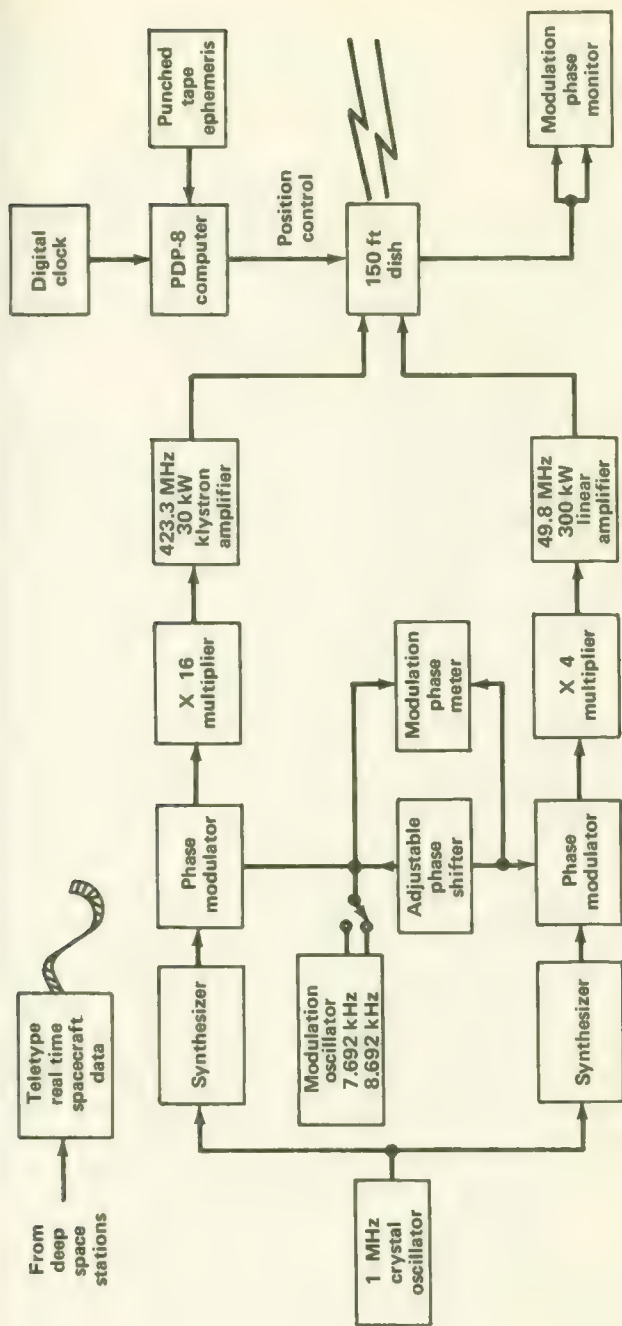 From
deep
space
stations
Teletype
real time
spacecraft
data
Digital
clock
Punched
tape
ephemeris
PDP-8
computer
Position
control
150 ft
dish
Modulation
phase
monitor
1 MHz
crystal
oscillator
Synthesizer
Phase
modulator
X 16
multiplier
423.3 MHz
30 kW
klystron
amplifier
Modulation
oscillator
7.692 kHz
8.692 kHz
Adjustable
phase
shifter
Modulation
phase
meter
Synthesizer
Phase
modulator
X 4
multiplier
49.8 MHz
300 kW
linear
amplifier